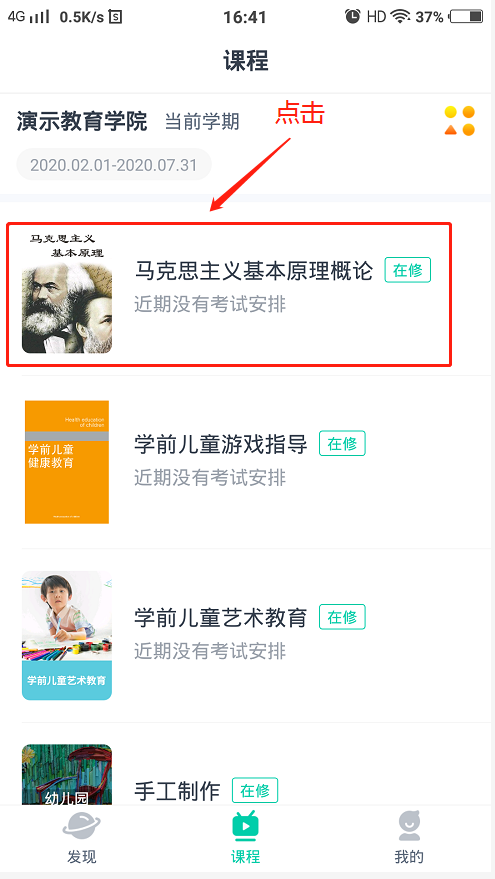 4G 0.5K/s 16:41 HD 37%
课程
演示教育学院 当前学期
点击
2020.02.01-2020.07.31
马克思主义
基本原理
马克思主义基本原理概论 在修
近期没有考试安排
Health education
of children
学前儿童
健康教育
学前儿童游戏指导 在修
近期没有考试安排
学前儿童艺术教育 在修
近期没有考试安排
学前儿童艺术教育
手工制作 在修
幼儿园
发现 课程 我的